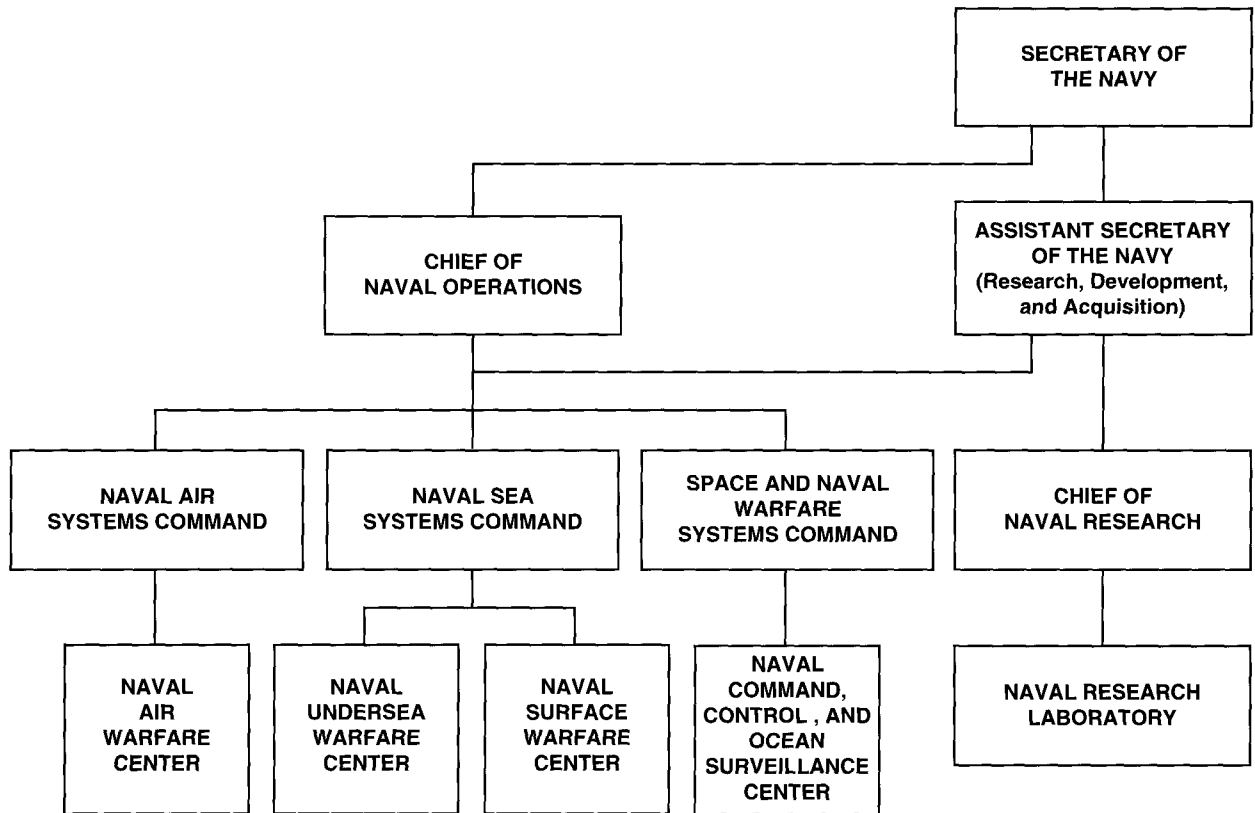 SECRETARY OF
THE NAVY
CHIEF OF
NAVAL OPERATIONS
ASSISTANT SECRETARY
OF THE NAVY
(Research, Development,
and Acquisition)
NAVAL AIR
SYSTEMS COMMAND
NAVAL SEA
SYSTEMS COMMAND
SPACE AND NAVAL
WARFARE
SYSTEMS COMMAND
CHIEF OF
NAVAL RESEARCH
NAVAL
AIR
WARFARE
CENTER
NAVAL
UNDERSEA
WARFARE
CENTER
NAVAL
SURFACE
WARFARE
CENTER
NAVAL
COMMAND,
CONTROL , AND
OCEAN
SURVEILLANCE
CENTER
NAVAL RESEARCH
LABORATORY